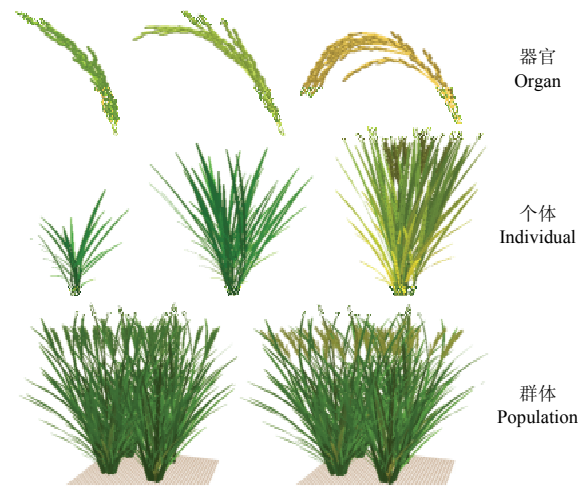 器官
Organ
个体
Individual
群体
Population